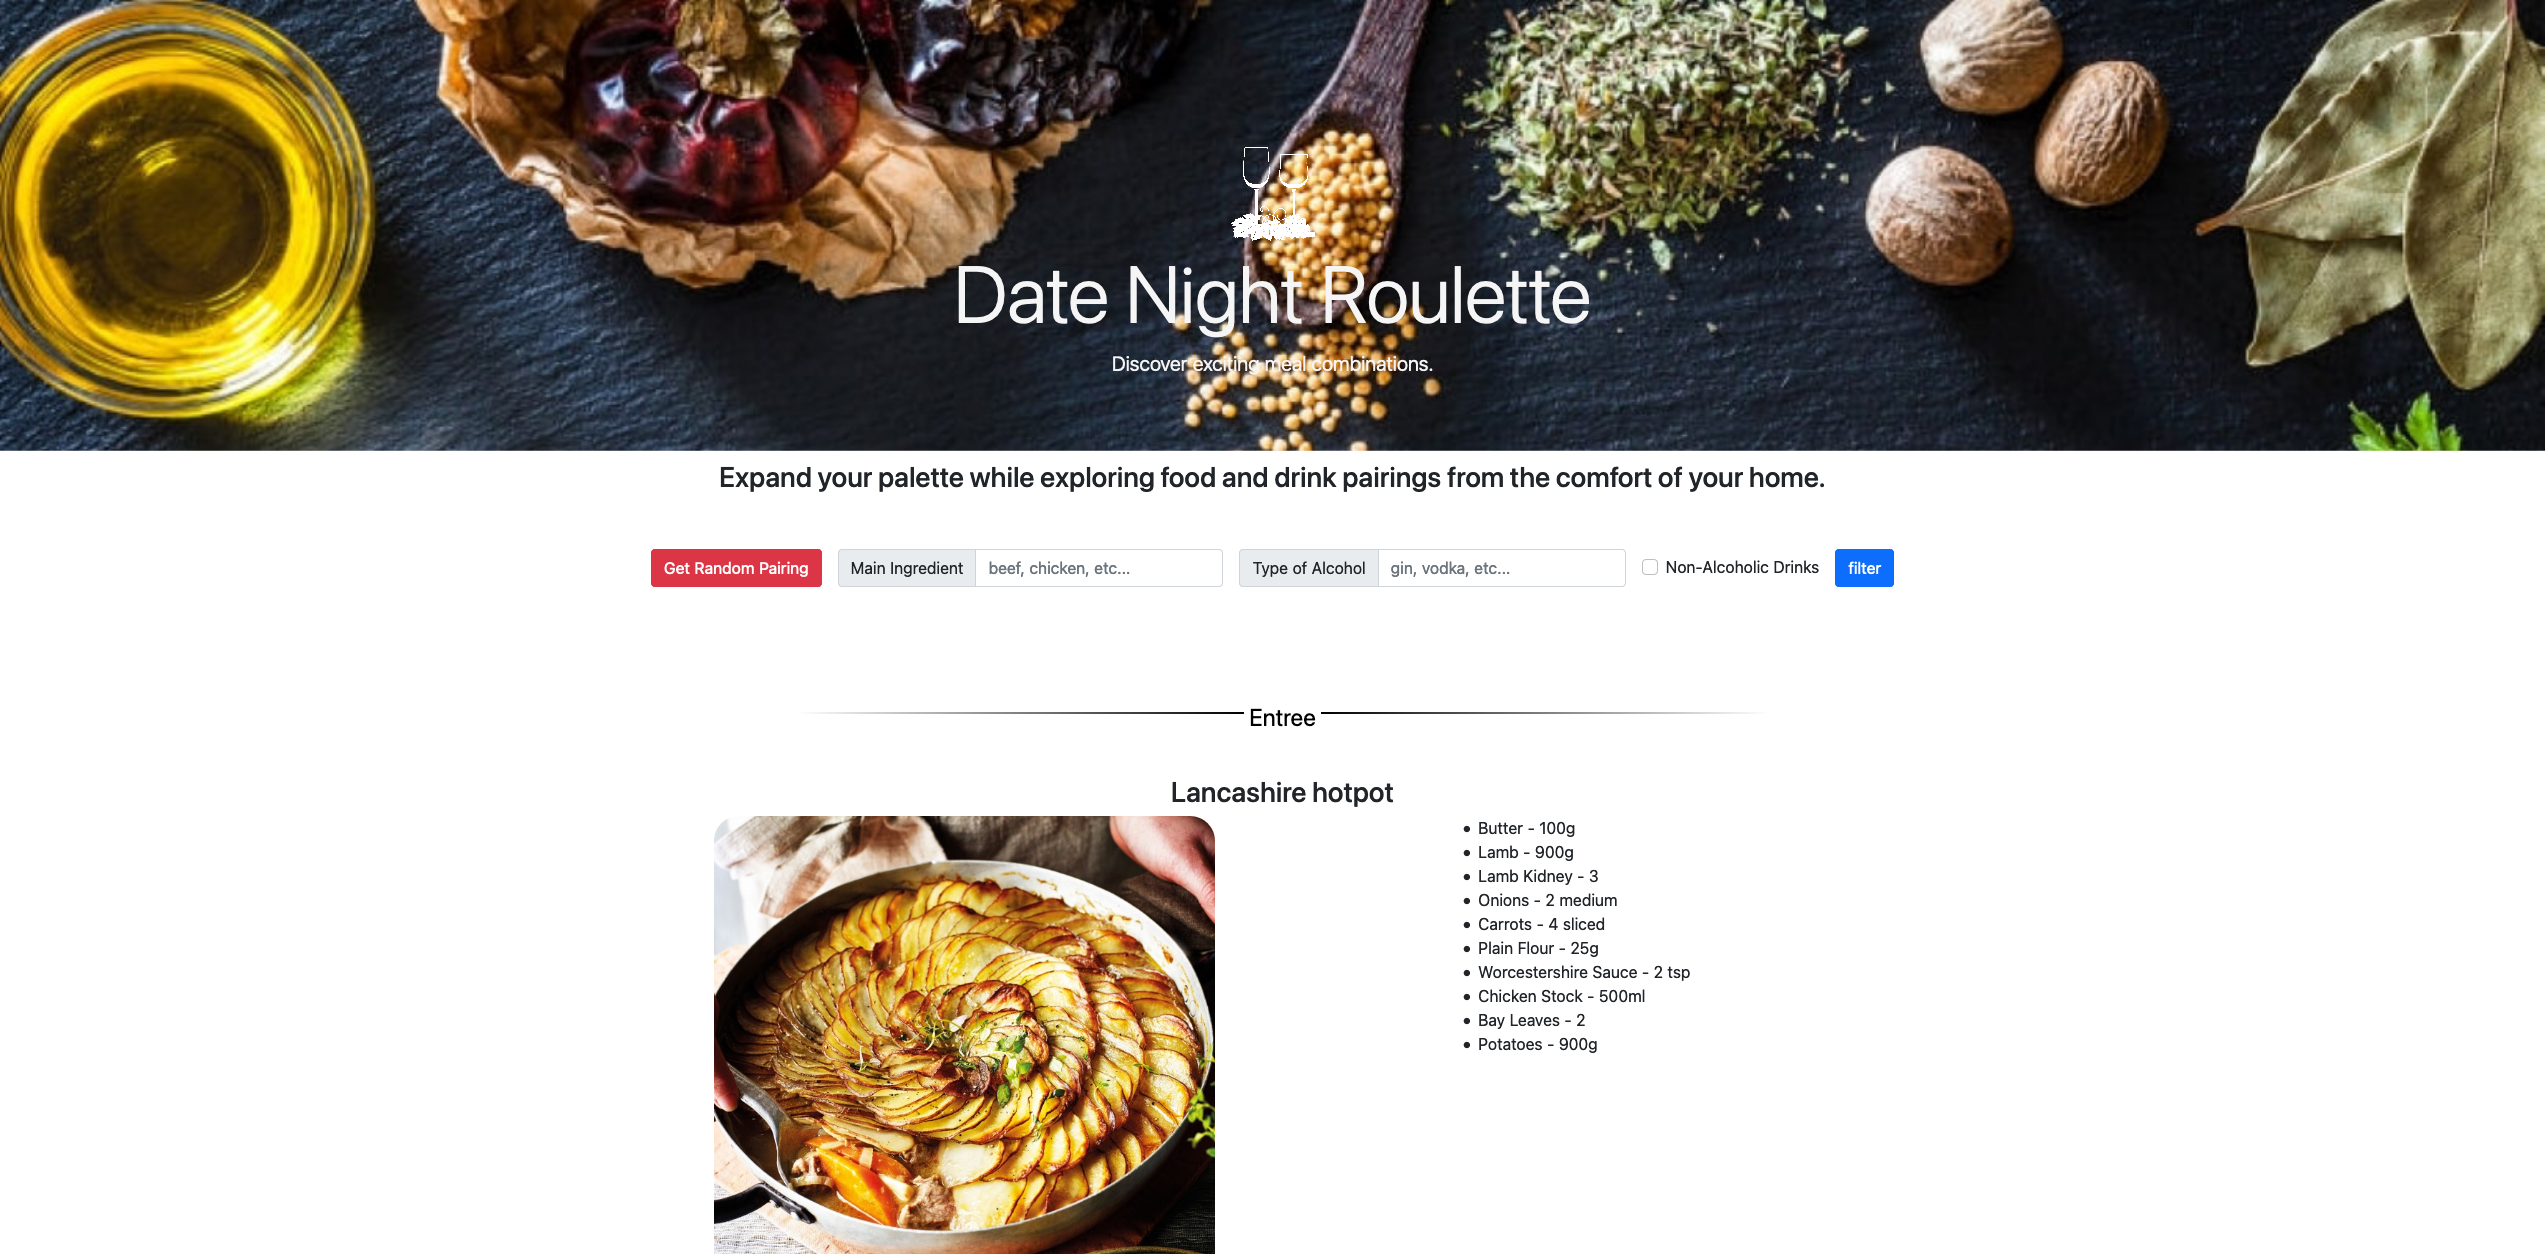 Date Night Roulette
Discover exciting meal combinations.
Expand your palette while exploring food and drink pairings from the comfort of your home.
Get Random Pairing Main Ingredient beef, chicken, etc... Type of Alcohol gin, vodka, etc... Non-Alcoholic Drinks filter
Entree
Lancashire hotpot
Butter - 100g
Lamb - 900g
Lamb Kidney - 3
Onions - 2 medium
Carrots - 4 sliced
Plain Flour - 25g
Worcestershire Sauce - 2 tsp
Chicken Stock - 500ml
Bay Leaves - 2
Potatoes - 900g